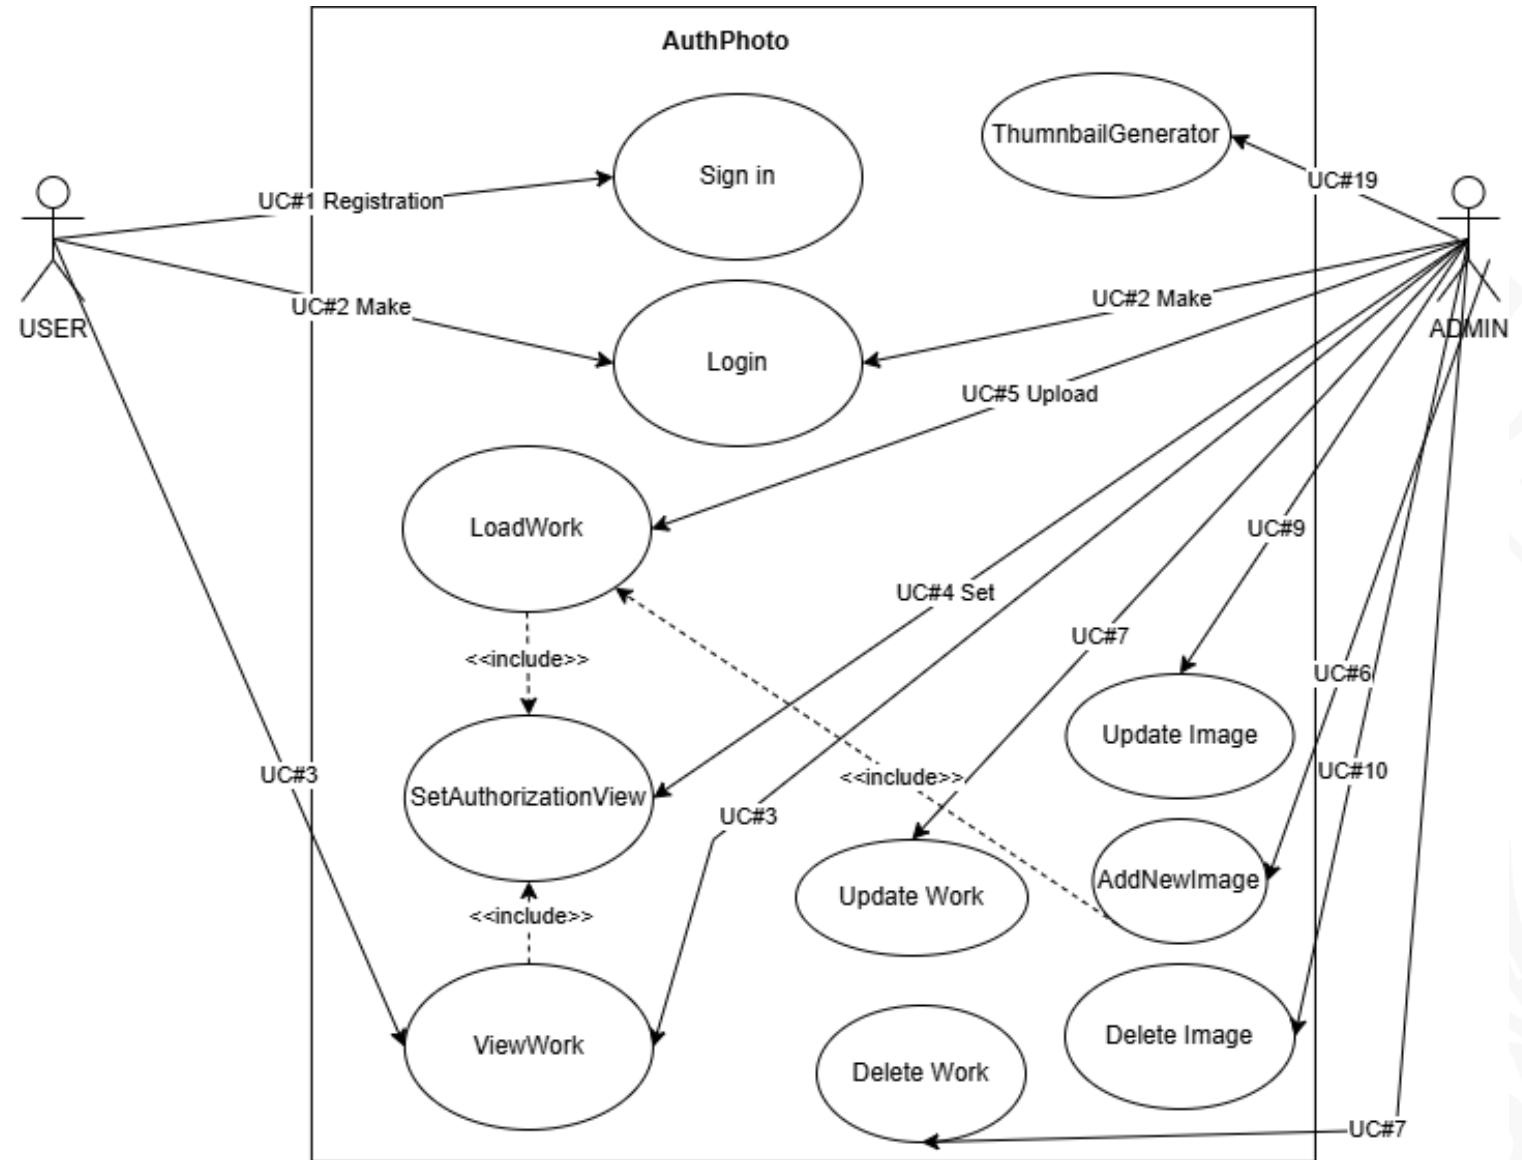 AuthPhoto
ThumnbailGenerator
Sign in
UC#19
UC#1 Registration
UC#2 Make
UC#2 Make
USER
ADMIN
Login
UC#5 Upload
LoadWork
UC#9
UC#4 Set
UC#7
<<include>>
UC#6
Update Image
UC#3
UC#10
<<include>>
SetAuthorizationView
UC#3
AddNewImage
Update Work
<<include>>
Delete Image
ViewWork
Delete Work
UC#7